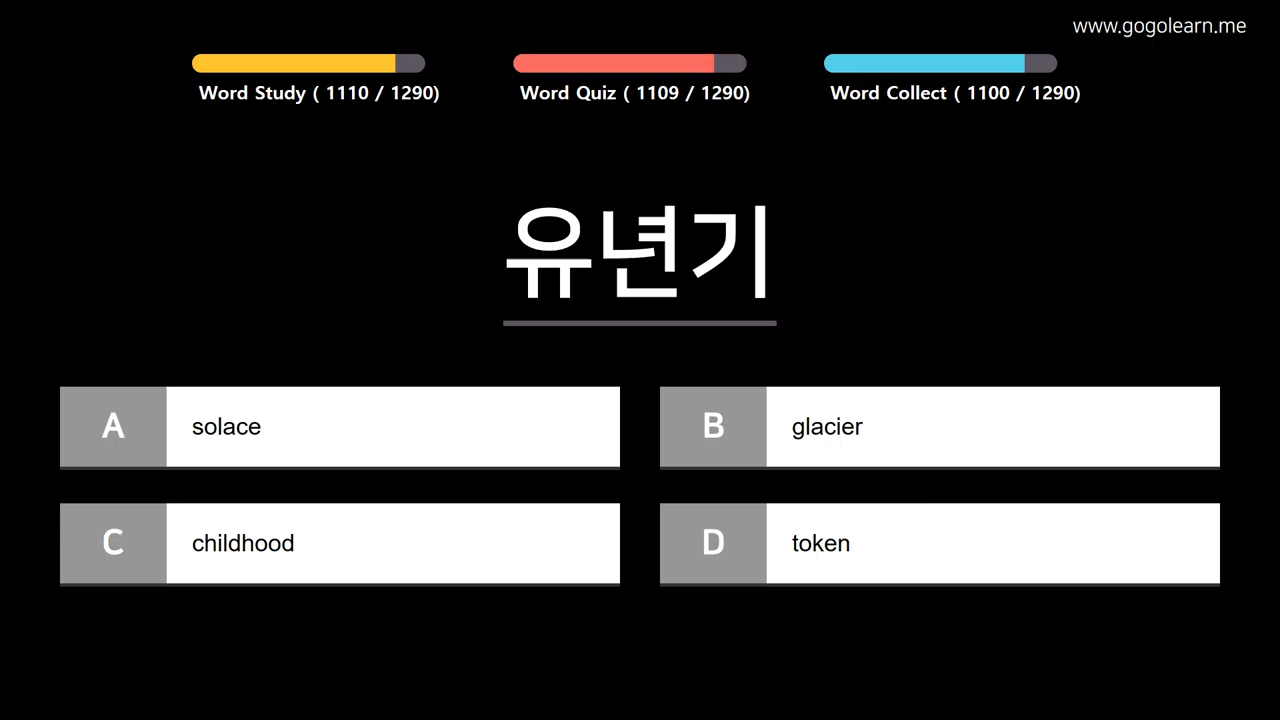 www.gogolearn.me
Word Study ( 1110 / 1290)
Word Quiz ( 1109 / 1290)
Word Collect ( 1100 / 1290)
유년기
A solace
B glacier
C childhood
D token